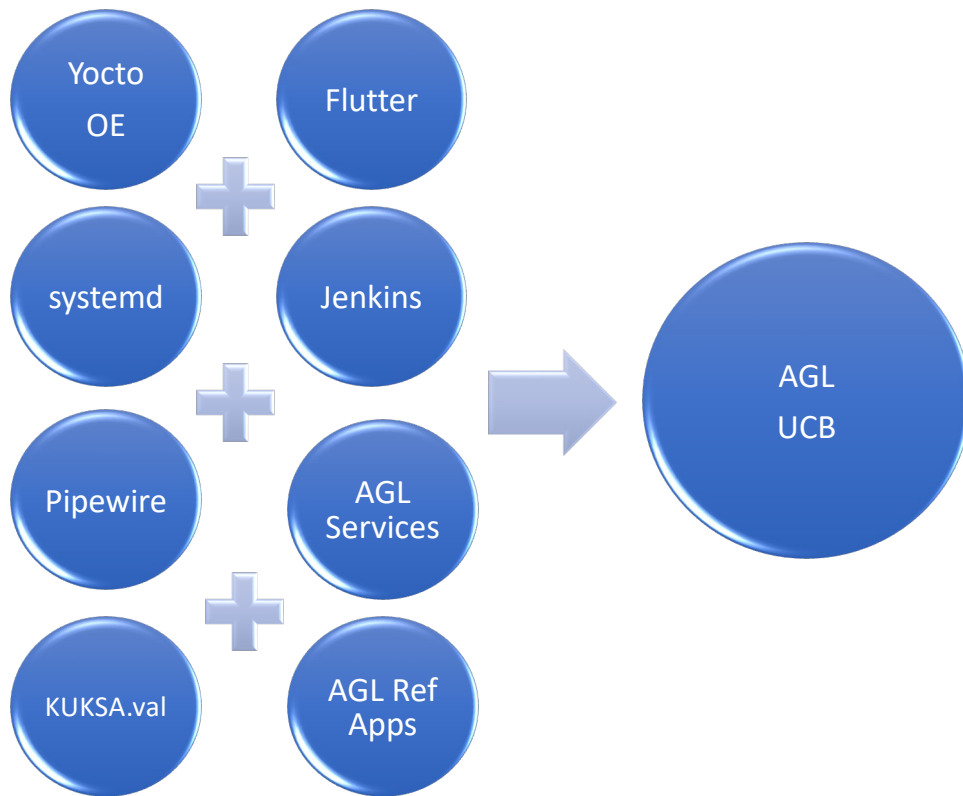 Yocto
OE
Flutter
systemd
Jenkins
Pipewire
AGL
Services
KUKSA.val
AGL Ref
Apps
AGL
UCB